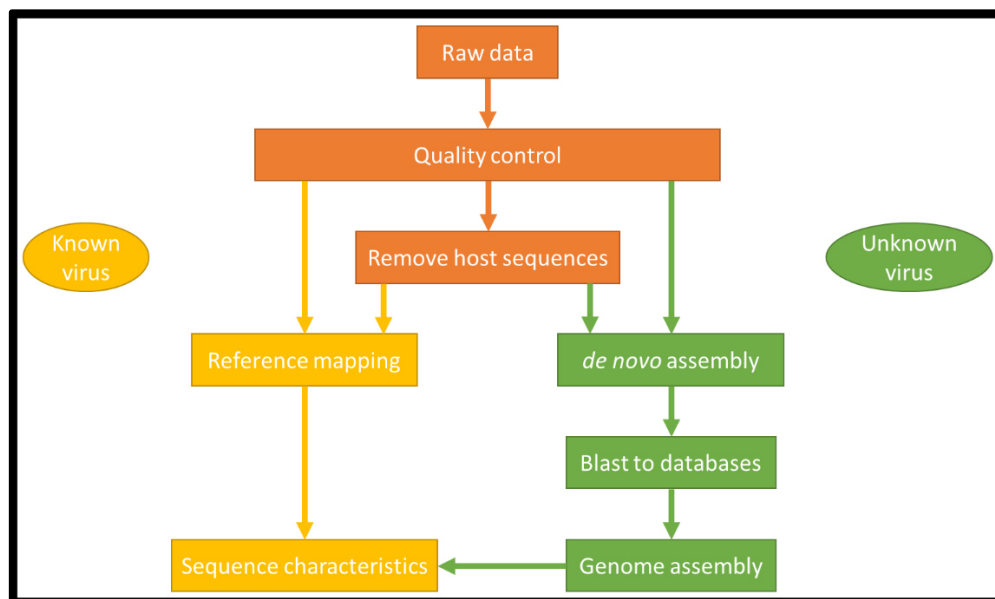 Raw data
Quality control
Known
virus
Remove host sequences
Unknown
virus
Reference mapping
de novo assembly
Blast to databases
Sequence characteristics
Genome assembly